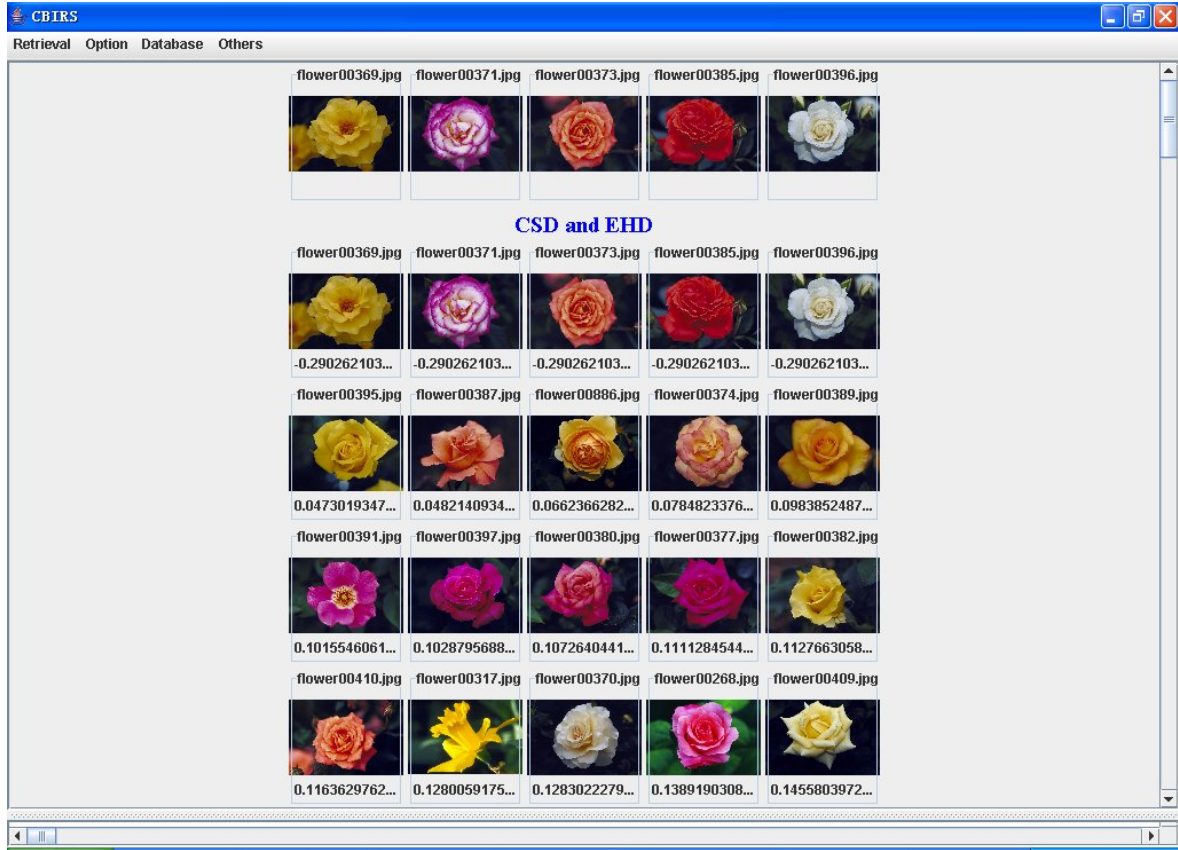 CBIRS
Retrieval Option Database Others
flower00369.jpg flower00371.jpg flower00373.jpg flower00385.jpg flower00396.jpg
CSD and EHD
flower00369.jpg flower00371.jpg flower00373.jpg flower00385.jpg flower00396.jpg
-0.290262103... -0.290262103... -0.290262103... -0.290262103... -0.290262103...
flower00395.jpg flower00387.jpg flower00886.jpg flower00374.jpg flower00389.jpg
0.0473019347... 0.0482140934... 0.0662366282... 0.0784823376... 0.0983852487...
flower00391.jpg flower00397.jpg flower00380.jpg flower00377.jpg flower00382.jpg
0.1015546061... 0.1028795688... 0.1072640441... 0.1111284544... 0.1127663058...
flower00410.jpg flower00317.jpg flower00370.jpg flower00268.jpg flower00409.jpg
0.1163629762... 0.1280059175... 0.1283022279... 0.1389190308... 0.1455803972...